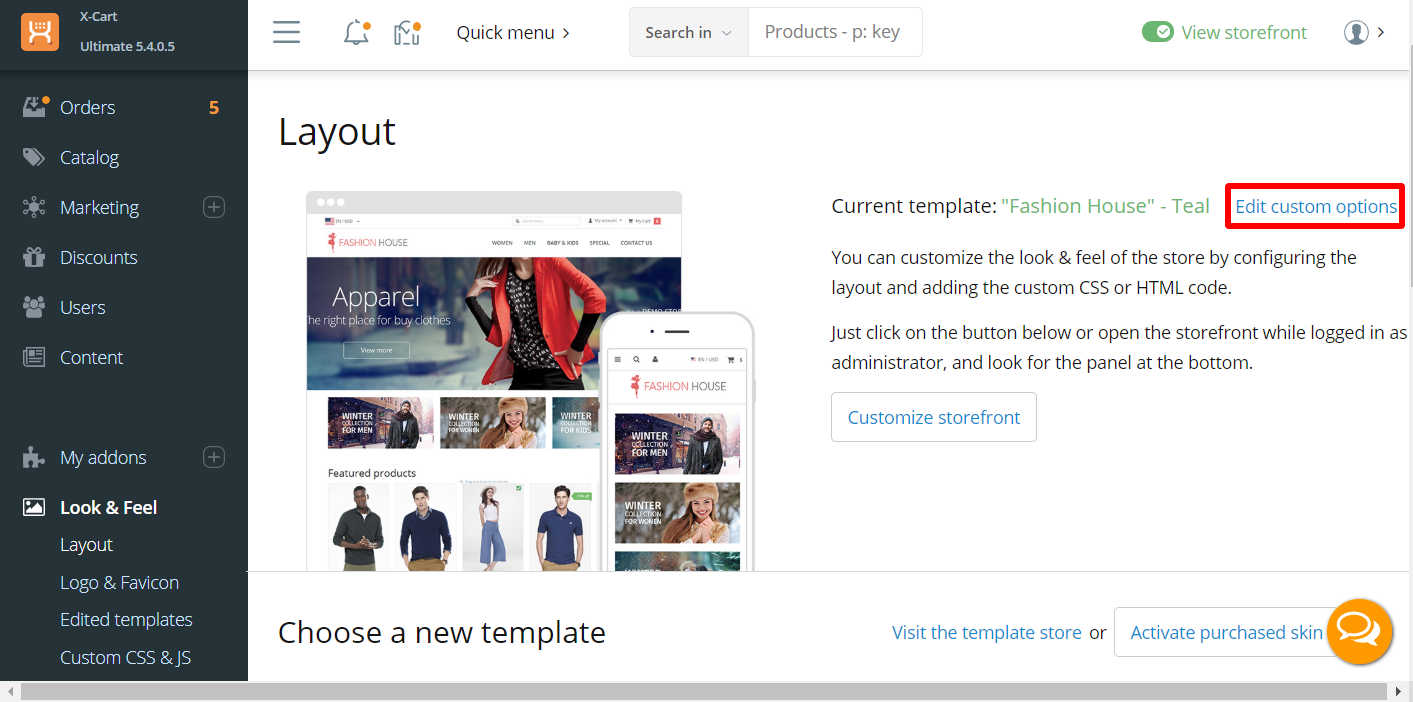 X-Cart
Ultimate 5.4.0.5
Quick menu
Search in
Products - p: key
View storefront
Orders 5
Catalog
Marketing
Discounts
Users
Content
My addons
Look & Feel
Layout
Logo & Favicon
Edited templates
Custom CSS & JS
Layout
EN / USD
My account
My Cart
FASHION HOUSE
WOMEN MEN BABY & KIDS SPECIAL CONTACT US
Apparel
The right place for buy clothes
View more
WINTER
COLLECTION
FOR MEN
WINTER
COLLECTION
FOR WOMEN
WINTER
COLLECTION
FOR KIDS
Featured products
EN / USD
FASHION HOUSE
WINTER
COLLECTION
FOR MEN
WINTER
COLLECTION
FOR WOMEN
Current template: "Fashion House" - Teal Edit custom options
You can customize the look & feel of the store by configuring the
layout and adding the custom CSS or HTML code.
Just click on the button below or open the storefront while logged in as
administrator, and look for the panel at the bottom.
Customize storefront
Choose a new template
Visit the template store or Activate purchased skin